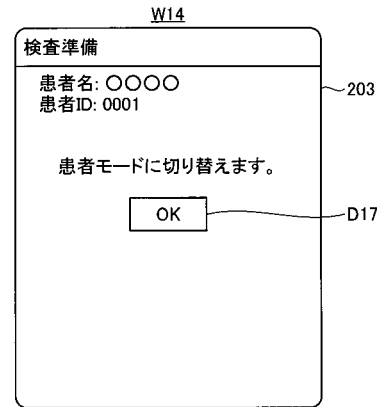 W14
検査準備
患者名: ○○○○
患者ID: 0001
203
患者モードに切り替えます。
OK
D17